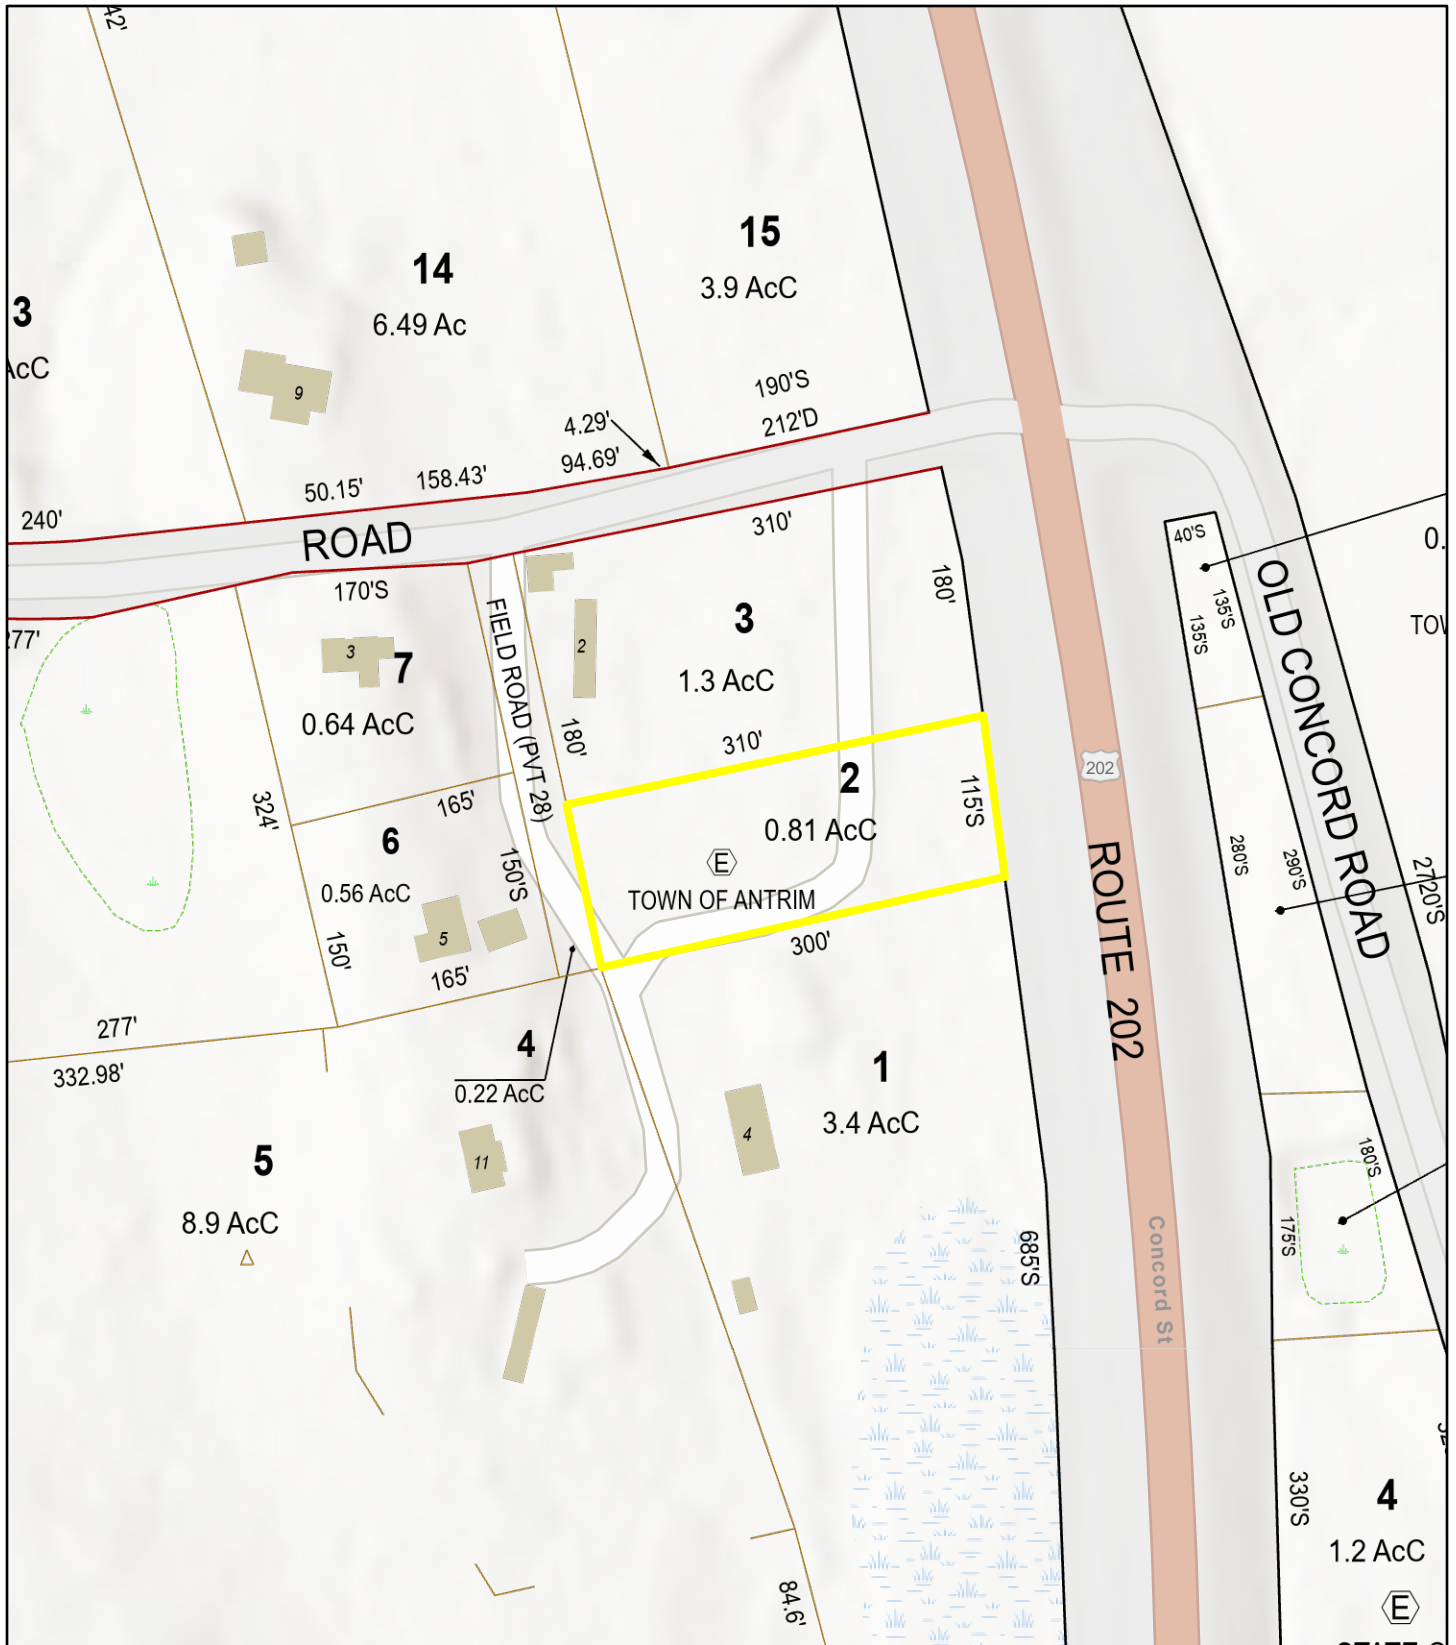 42'
15
3.9 AcC
14
6.49 Ac
3
AcC
9
190'S
212'D
4.29'
94.69'
158.43'
50.15'
240'
ROAD
310'
40'S
0.
135'S
135'S
OLD CONCORD ROAD
170'S
277'
3
7
0.64 AcC
FIELD ROAD (PVT 28)
2
3
1.3 AcC
180'
180'
310'
2
0.81 AcC
115'S
E
TOWN OF ANTRIM
300'
202
ROUTE 202
324'
165'
6
0.56 AcC
150'S
5
150'
165'
280'S
290'S
2720'S
277'
332.98'
4
0.22 AcC
1
3.4 AcC
4
11
5
8.9 AcC
685'S
Concord St
180'S
175'S
330'S
4
1.2 AcC
E
84.6'